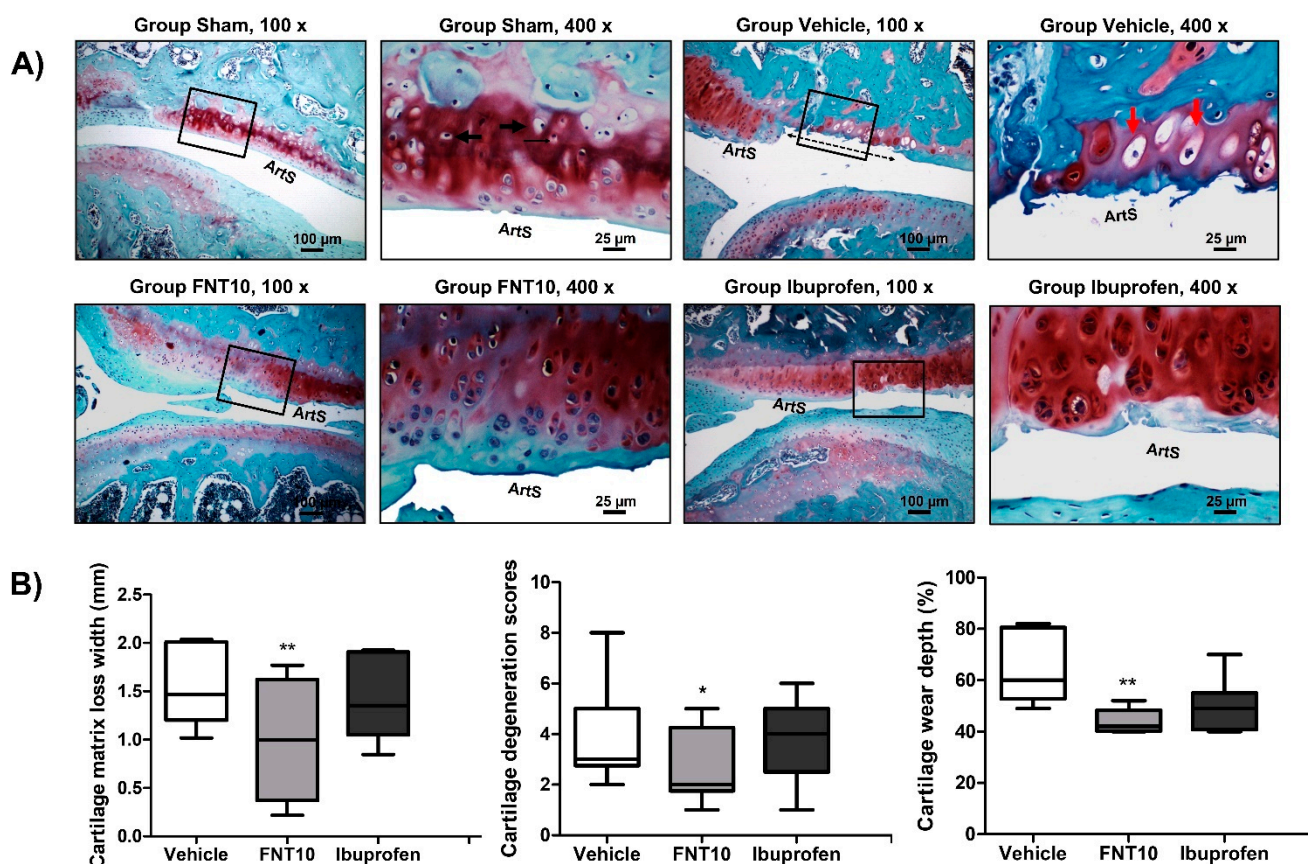 Group Sham, 100 x
Group Sham, 400 x
Group Vehicle, 100 x
Group Vehicle, 400 x
A)
ArtS
100 µm
ArtS
25 µm
ArtS
100 µm
ArtS
25 µm
Group FNT10, 100 x
Group FNT10, 400 x
Group Ibuprofen, 100 x
Group Ibuprofen, 400 x
ArtS
100 µm
ArtS
25 µm
ArtS
100 µm
ArtS
25 µm
B)
Cartilage matrix loss width (mm)
2.5
2.0
1.5
1.0
0.5
0.0
**
Vehicle
FNT10
Ibuprofen
Cartilage degeneration scores
10
8
6
4
2
0
*
Vehicle
FNT10
Ibuprofen
Cartilage wear depth (%)
100
80
60
40
20
0
**
Vehicle
FNT10
Ibuprofen